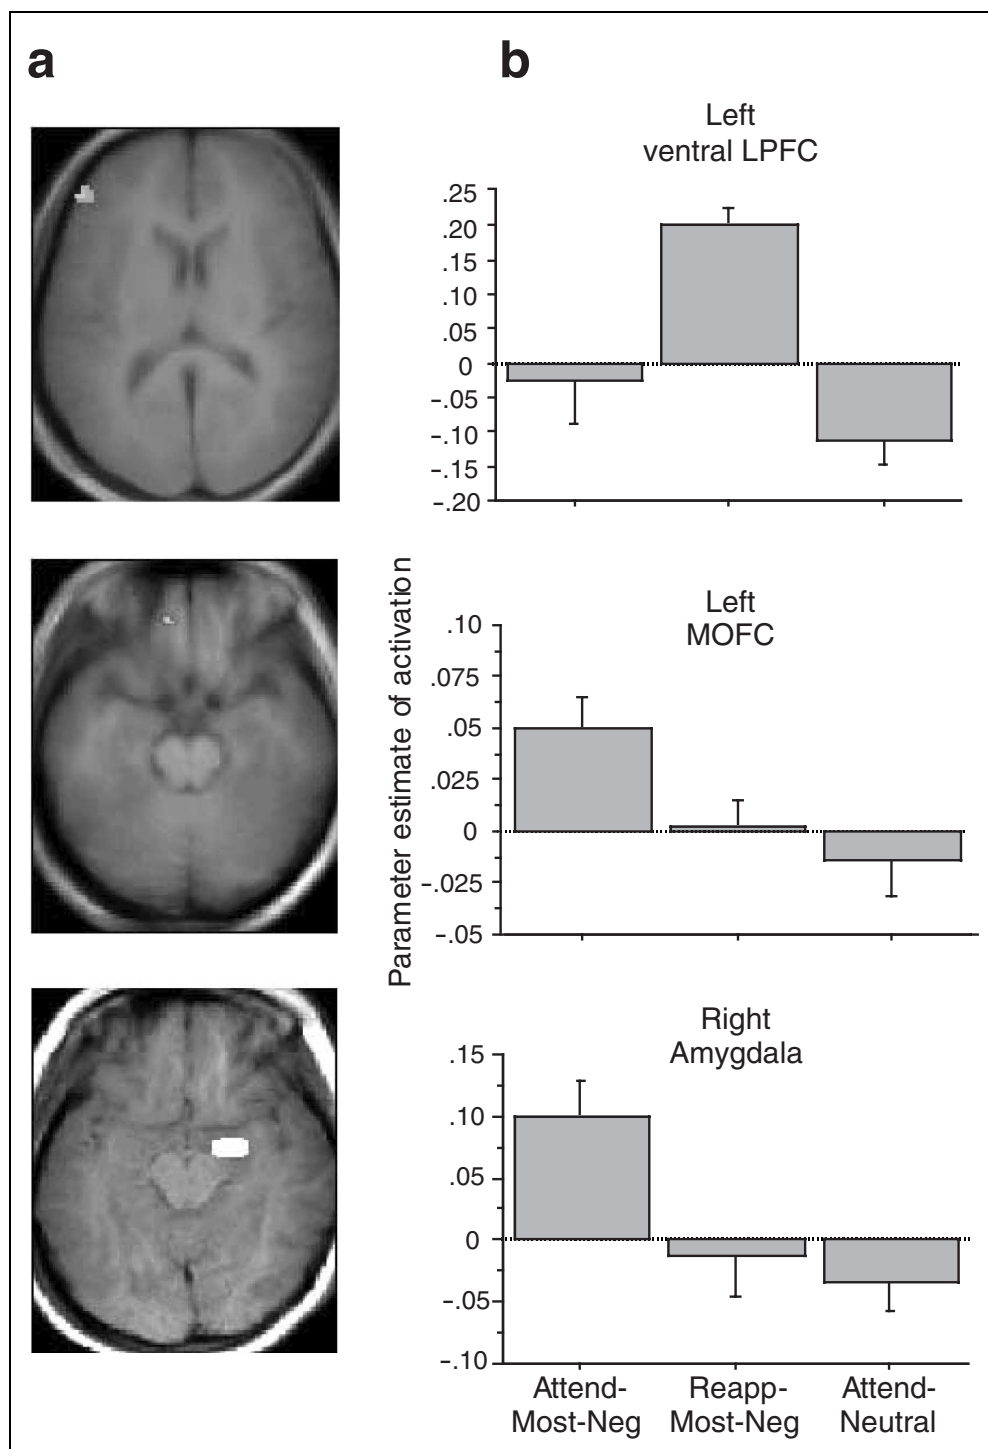 a
b
Left
ventral LPFC
.25
.20
.15
.10
.05
0
-.05
-.10
-.15
-.20
Parameter estimate of activation
Left
MOFC
.10
.075
.05
.025
0
-.025
-.05
Right
Amygdala
.15
.10
.05
0
-.05
-.10
Attend-
Most-Neg
Reapp-
Most-Neg
Attend-
Neutral